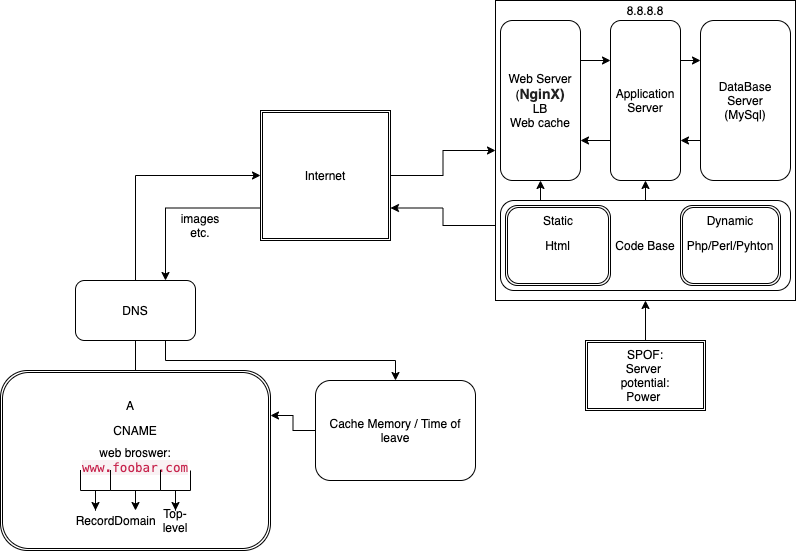 8.8.8.8
Web Server
(NginX)
LB
Web cache
Application
Server
DataBase
Server
(MySql)
Internet
images
etc.
Static
Html
Code Base
Dynamic
Php/Perl/Pyhton
DNS
SPOF:
Server
potential:
Power
A
CNAME
web broswer:
www.foobar.com
Record
Domain
Top-
level
Cache Memory / Time of
leave